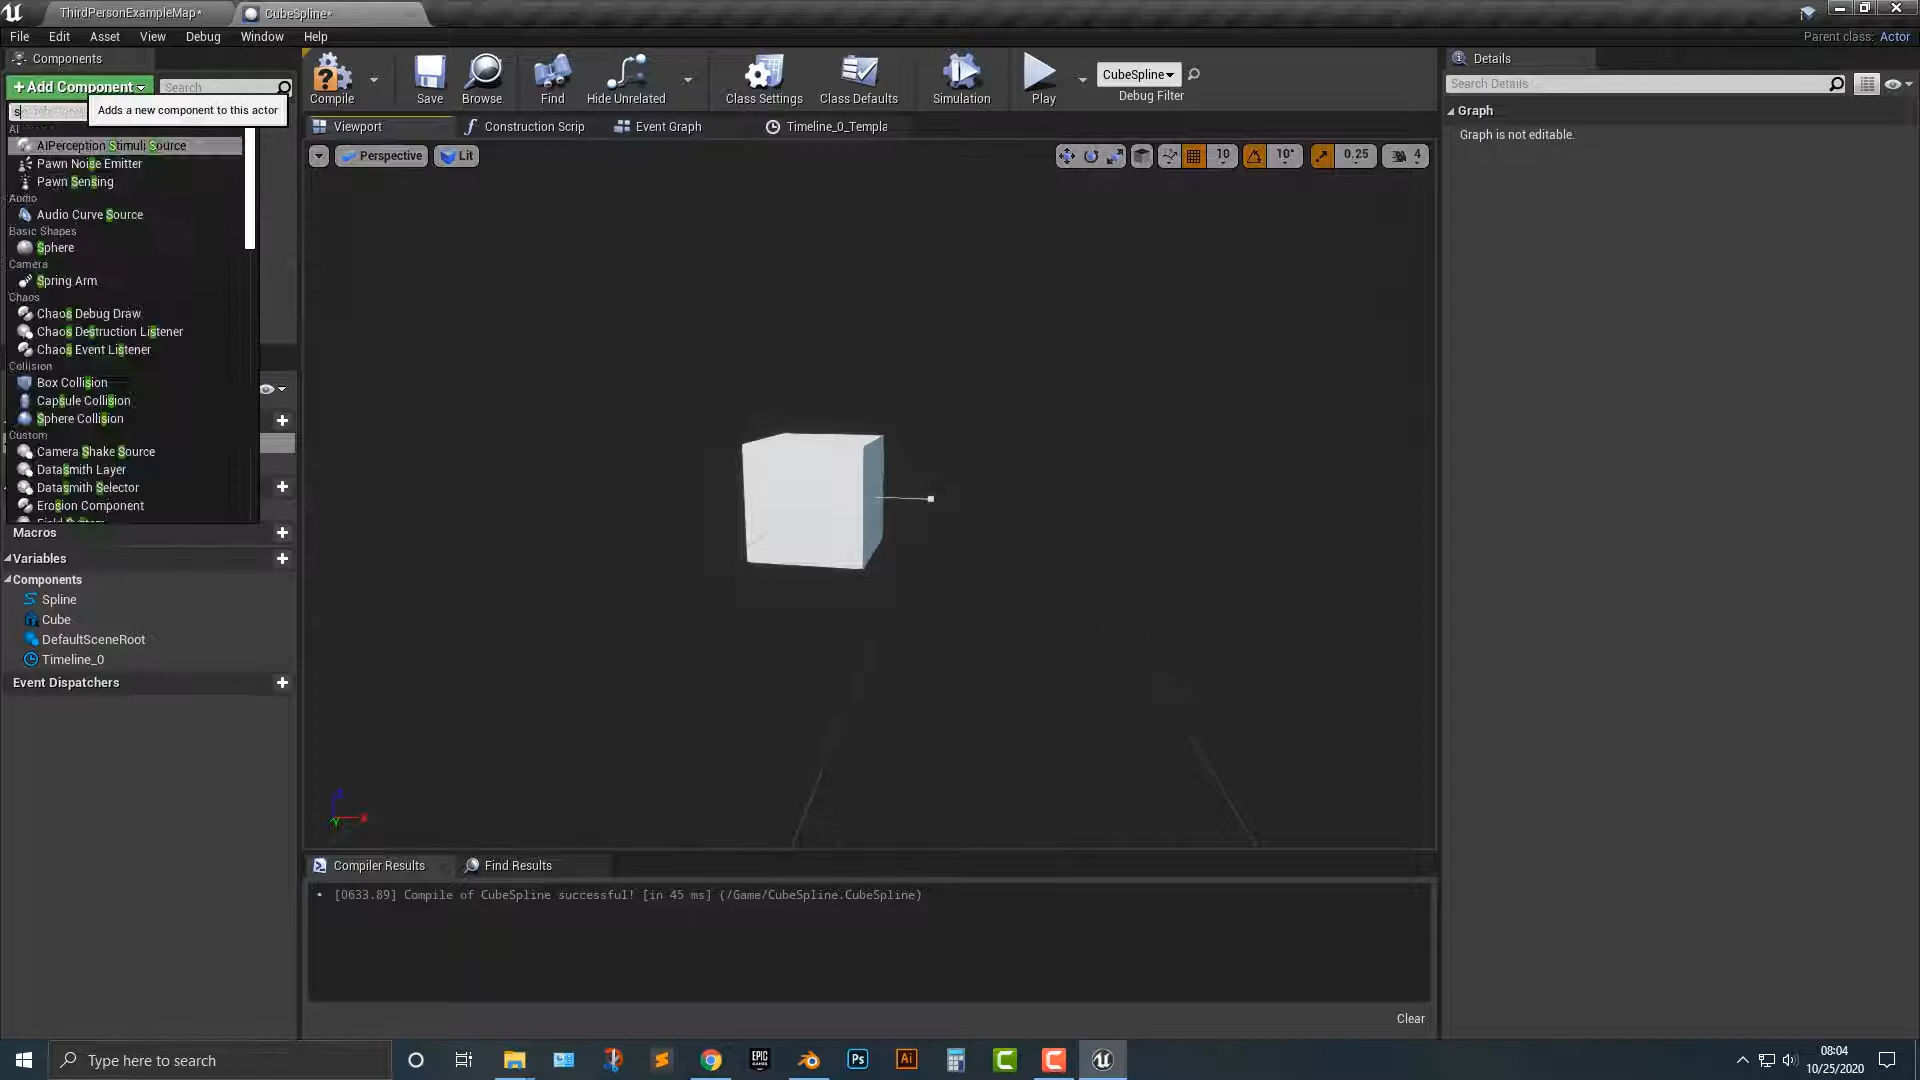 ThirdPersonExampleMap*
CubeSpline*
File Edit Asset View Debug Window Help
Parent class: Actor
Components
+Add Component
Search
s
Adds a new component to this actor
AI
AIPerception Stimuli Source
Pawn Noise Emitter
Pawn Sensing
Audio
Audio Curve Source
Basic Shapes
Sphere
Camera
Spring Arm
Chaos
Chaos Debug Draw
Chaos Destruction Listener
Chaos Event Listener
Collision
Box Collision
Capsule Collision
Sphere Collision
Custom
Camera Shake Source
Datasmith Layer
Datasmith Selector
Erosion Component
Macros
Variables
Components
Spline
Cube
DefaultSceneRoot
Timeline_0
Event Dispatchers
Compile
Save
Browse
Find
Hide Unrelated
Class Settings
Class Defaults
Simulation
Play
CubeSpline
Debug Filter
Viewport
Construction Scrip
Event Graph
Timeline_0_Templa
Perspective
Lit
10
10°
0.25
4
Compiler Results
Find Results
• [0633.89] Compile of CubeSpline successful! [in 45 ms] (/Game/CubeSpline.CubeSpline)
Clear
Details
Search Details
Graph
Graph is not editable.
Type here to search
EPIC GAMES
Ps
Ai
08:04
10/25/2020